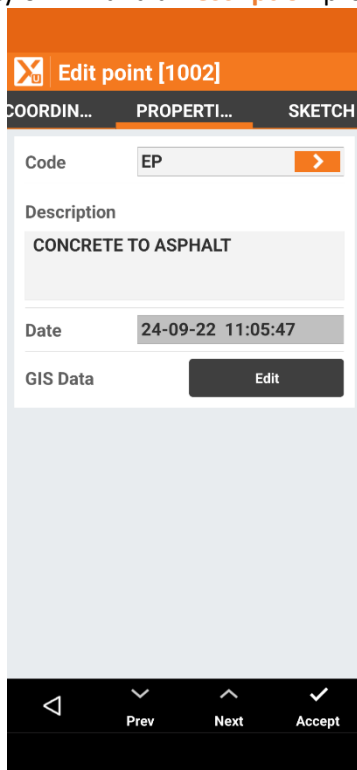 Edit point [1002]
COORDIN... PROPERTI... SKETCH
Code EP
Description
CONCRETE TO ASPHALT
Date 24-09-22 11:05:47
GIS Data Edit
Prev Next Accept